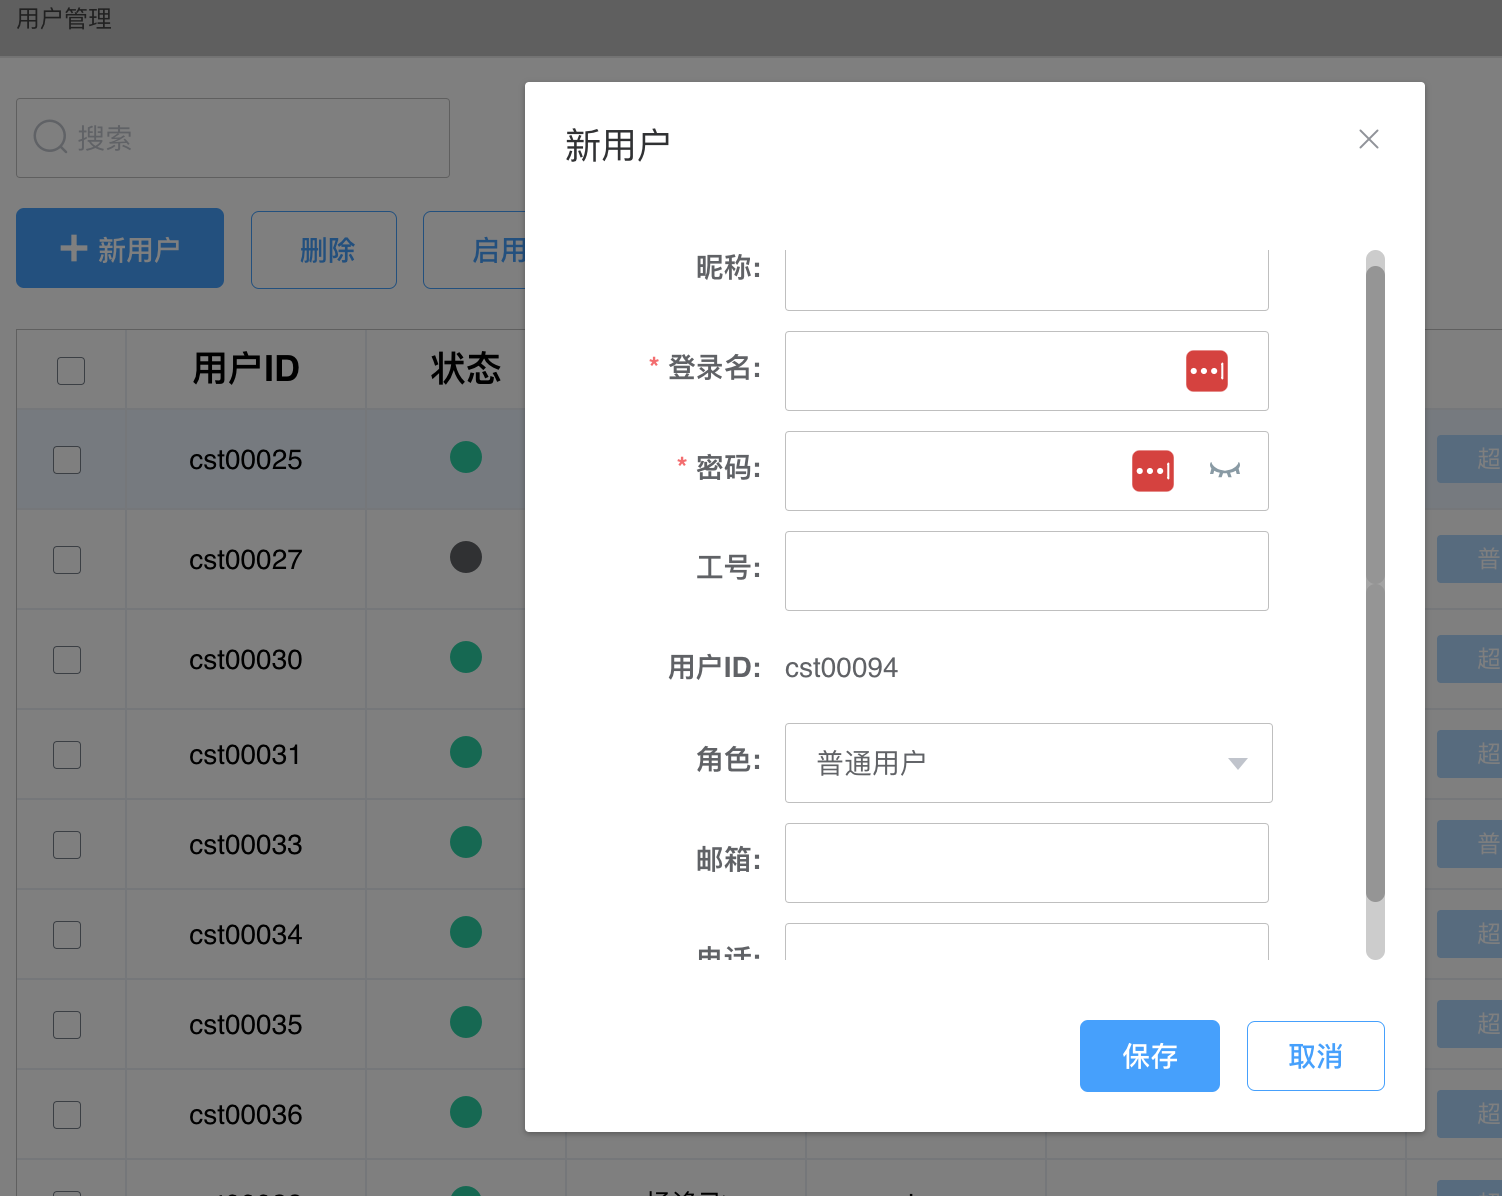 用户管理
搜索
新用户
删除
启用
用户ID
状态
cst00025
超
cst00027
普
cst00030
超
cst00031
超
cst00033
普
cst00034
超
cst00035
超
cst00036
超
新用户
昵称:
* 登录名:
* 密码:
工号:
用户ID: cst00094
角色: 普通用户
邮箱:
电话:
保存
取消